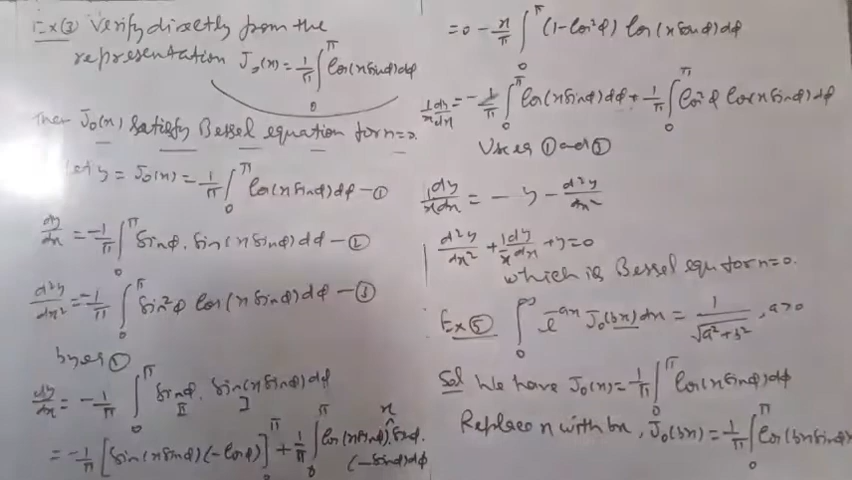 Ex(3) Verify directly from the
representation J₀(x) = 1/π ∫₀^π cos(x sinφ)dφ
Then J₀(x) satisfy Bessel equation for n=0.
let y = J₀(x) = 1/π ∫₀^π cos(x sinφ)dφ —①
dy/dx = -1/π ∫₀^π sinφ. sin(x sinφ)dφ —②
d²y/dx² = -1/π ∫₀^π sin²φ cos(x sinφ)dφ —③
by eq ②
dy/dx = -1/π ∫₀^π sinφ. sin(x sinφ)dφ
II I
= -1/π [sin(x sinφ)(-cosφ)]₀^π + 1/π ∫₀^π cos(x sinφ).
(-cosφ)dφ
= 0 - x/π ∫₀^π (1-cos²φ) cos(x sinφ)dφ
1/x dy/dx = -1/π ∫₀^π cos(x sinφ)dφ + 1/π ∫₀^π cos²φ cos(x sinφ)dφ
Use ① and ③
1/x dy/dx = - y - d²y/dx²
d²y/dx² + 1/x dy/dx + y = 0
which is Bessel equ for n=0.
Ex⑤ ∫₀^∞ e^-ax J₀(bx)dx = 1/√(a²+b²), a>0
Sol We have J₀(x) = 1/π ∫₀^π cos(x sinφ)dφ
Replace x with bx, J₀(bx) = 1/π ∫₀^π cos(bx sinφ)